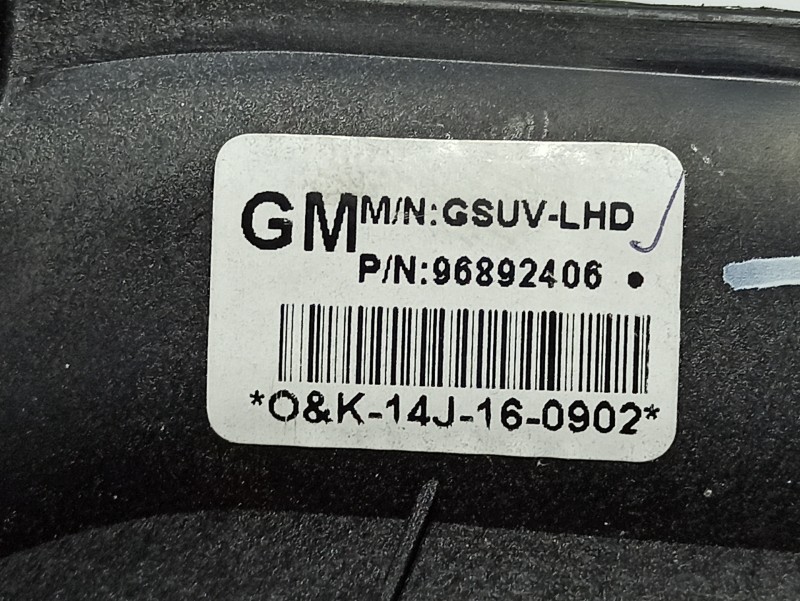 GM M/N:GSUV-LHD
P/N:96892406 •
*O&K-14J-16-0902*